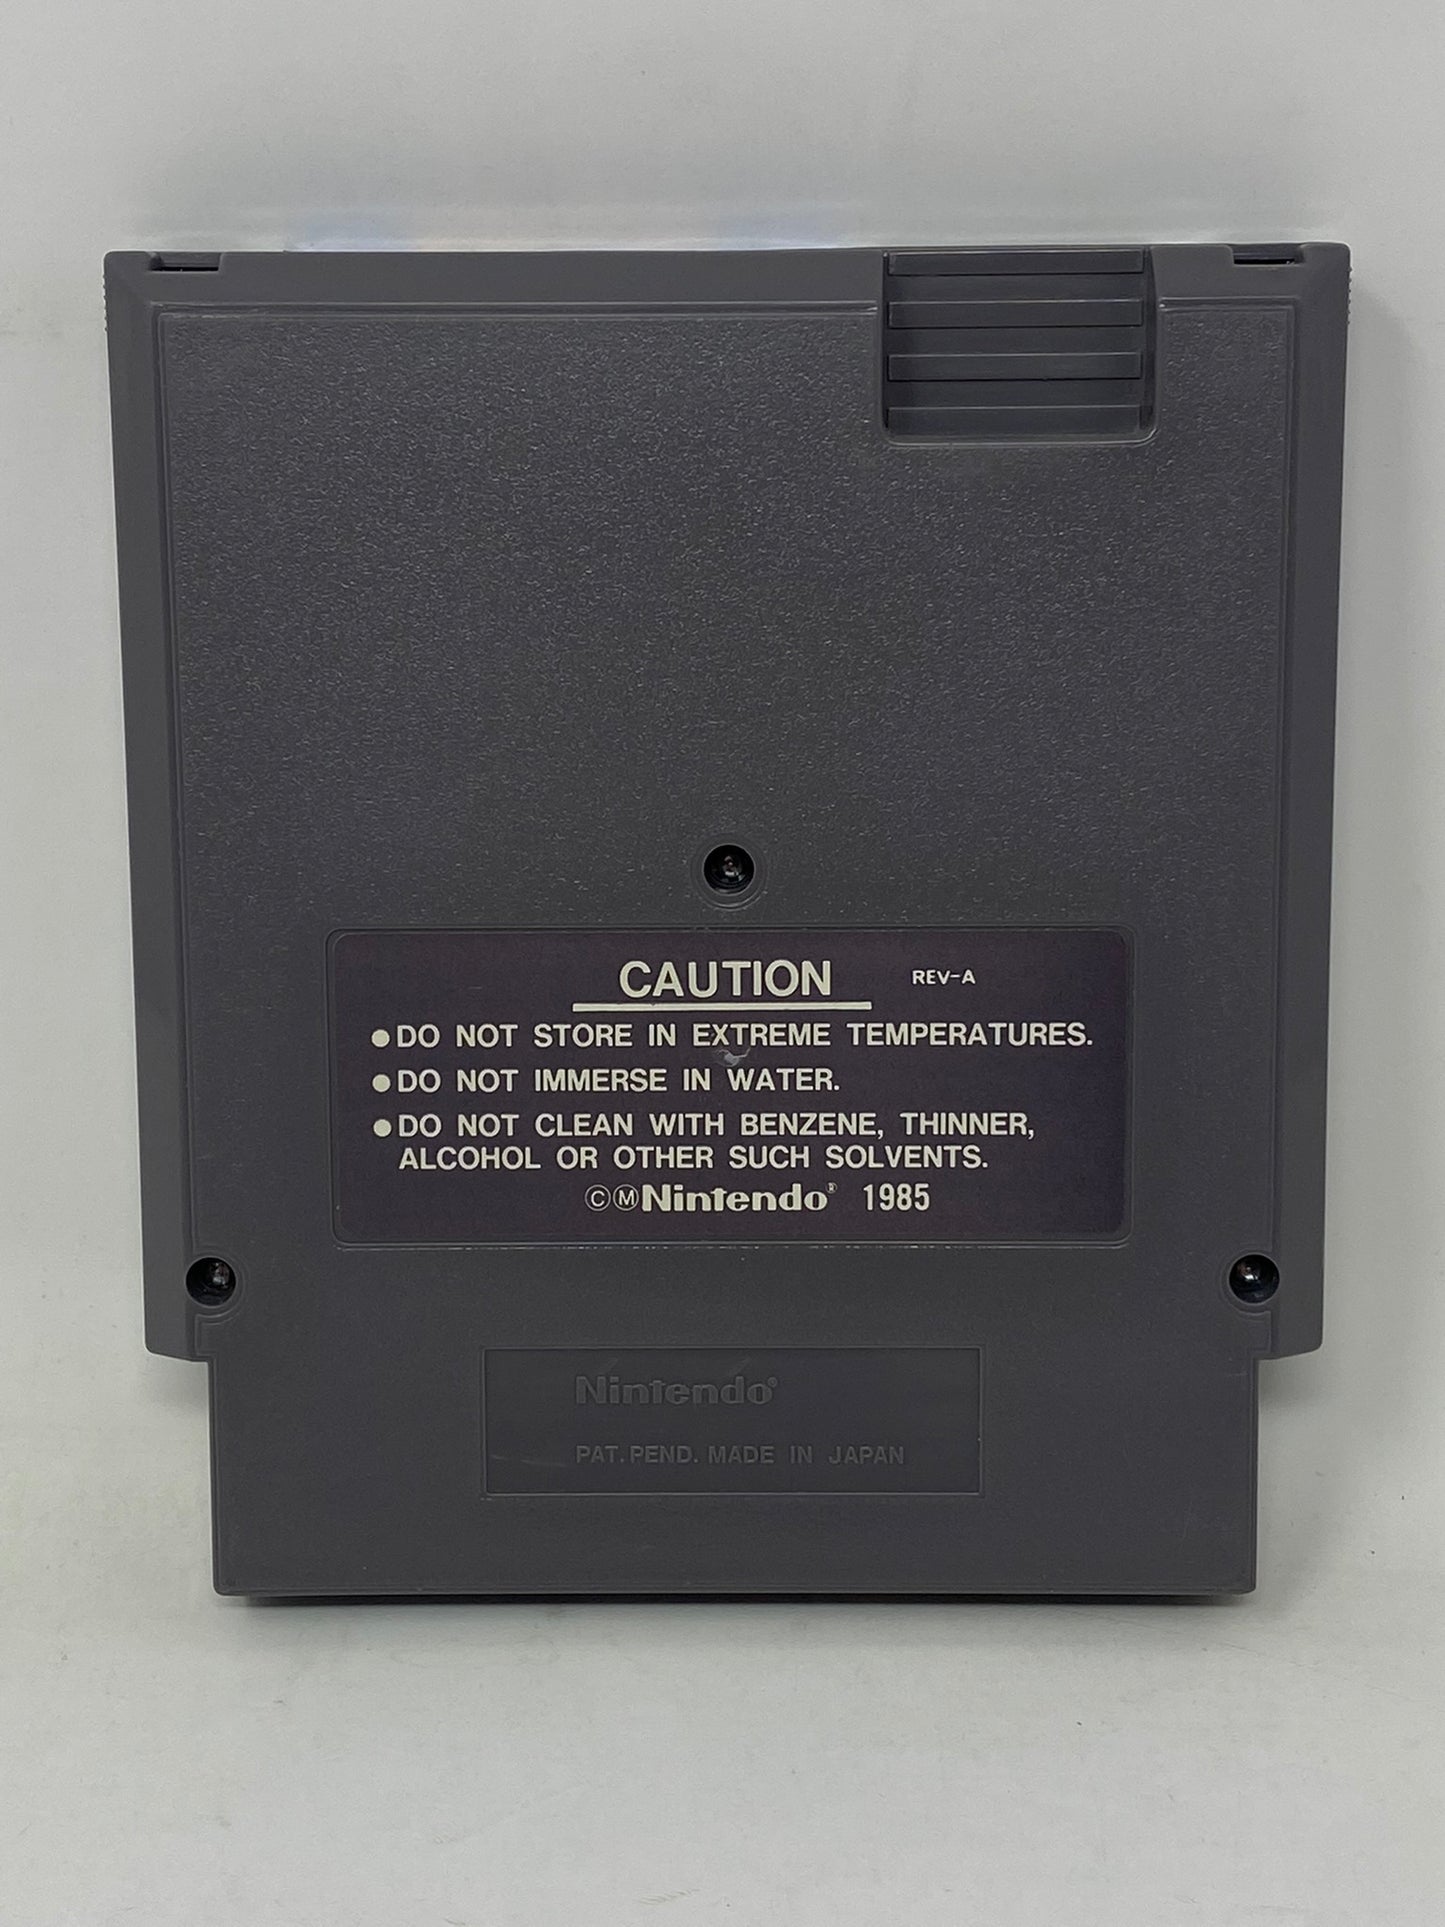 CAUTION REV-A
●DO NOT STORE IN EXTREME TEMPERATURES.
●DO NOT IMMERSE IN WATER.
●DO NOT CLEAN WITH BENZENE, THINNER,
ALCOHOL OR OTHER SUCH SOLVENTS.
©ⓂNintendo® 1985
Nintendo®
PAT. PEND. MADE IN JAPAN